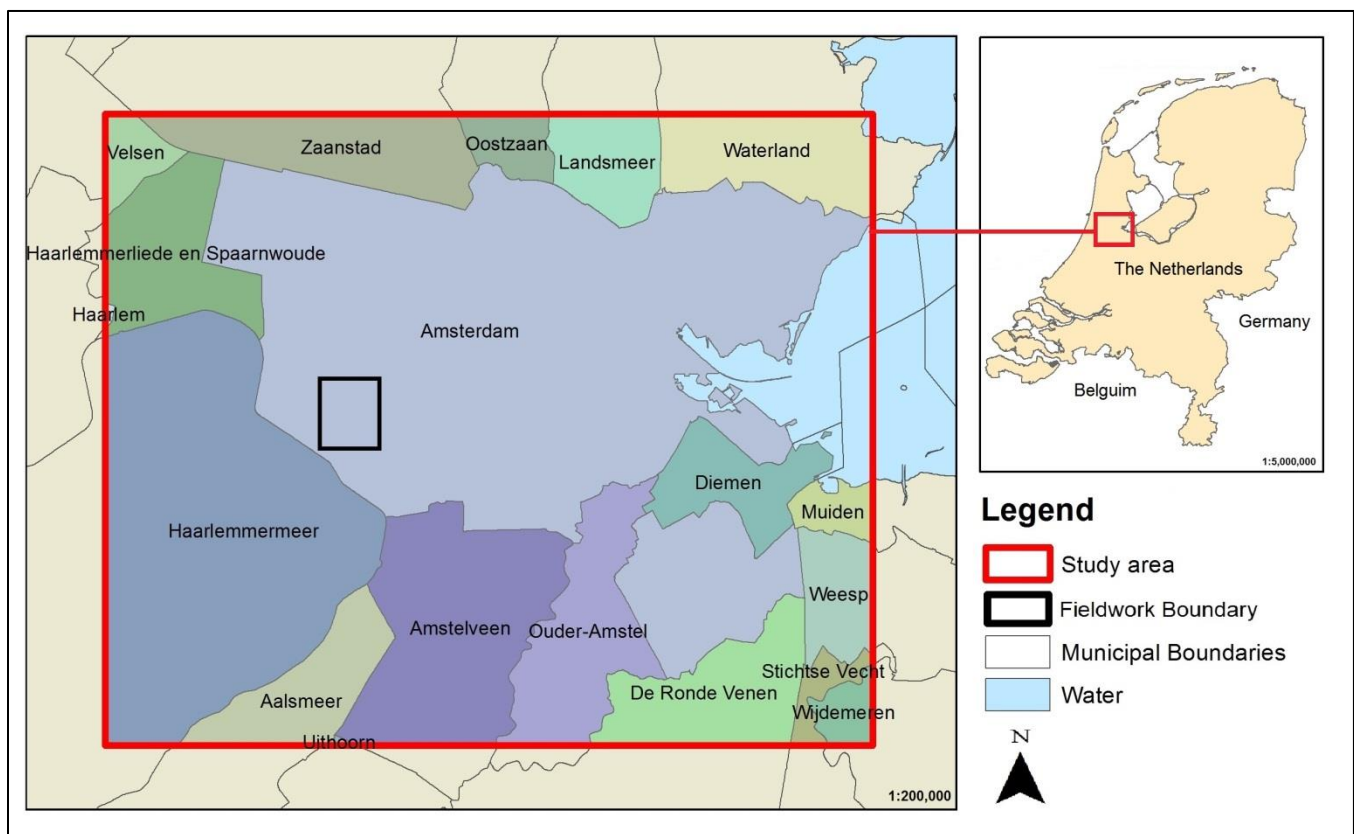 Velsen
Zaanstad
Oostzaan
Landsmeer
Waterland
Haarlemmerliede en Spaarnwoude
Haarlem
Amsterdam
Diemen
Muiden
Haarlemmermeer
Weesp
Amstelveen
Ouder-Amstel
Stichtse Vecht
De Ronde Venen
Aalsmeer
Wijdemeren
Uithoorn
1:200,000
The Netherlands
Germany
Belguim
1:5,000,000
Legend
Study area
Fieldwork Boundary
Municipal Boundaries
Water
N